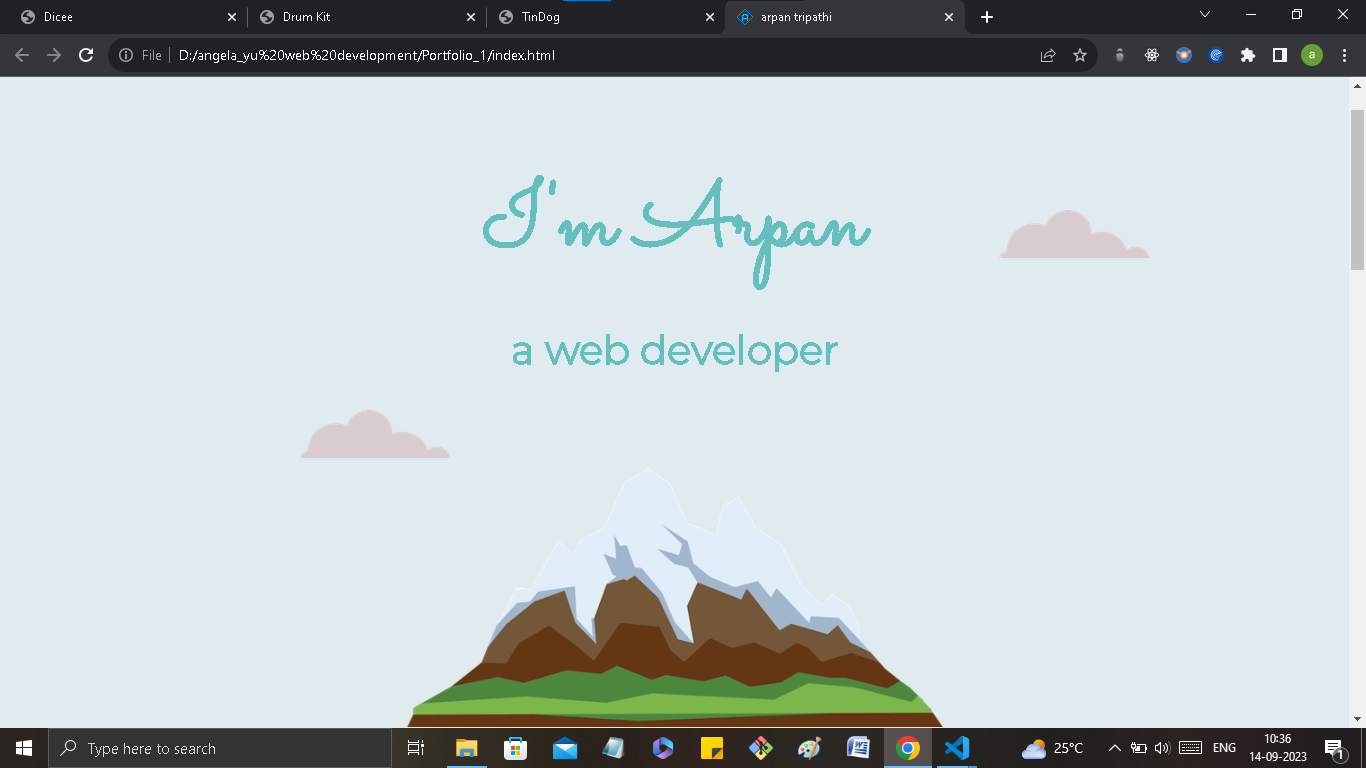 Dicee
Drum Kit
TinDog
arpan tripathi
File
D:/angela_yu%20web%20development/Portfolio_1/index.html
a
I'm Arpan
a web developer
Type here to search
25°C
ENG
10:36
14-09-2023
1